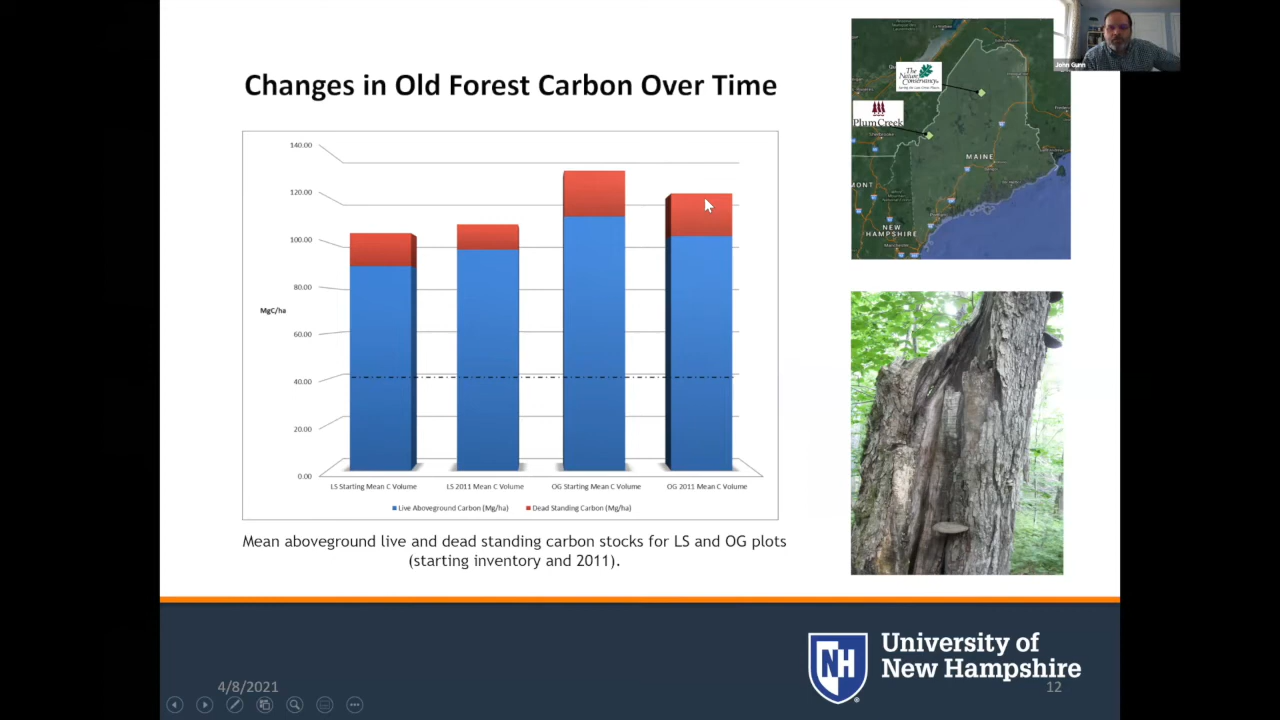 Changes in Old Forest Carbon Over Time
140.00
120.00
100.00
80.00
MgC/ha
60.00
40.00
20.00
0.00
LS Starting Mean C Volume
LS 2011 Mean C Volume
OG Starting Mean C Volume
OG 2011 Mean C Volume
Live Aboveground Carbon (Mg/ha)
Dead Standing Carbon (Mg/ha)
Mean aboveground live and dead standing carbon stocks for LS and OG plots
(starting inventory and 2011).
The Nature
Conservancy
Plum Creek
MAINE
MONT
NEW
HAMPSHIRE
John Gunn
NH
University of
New Hampshire
4/8/2021
12